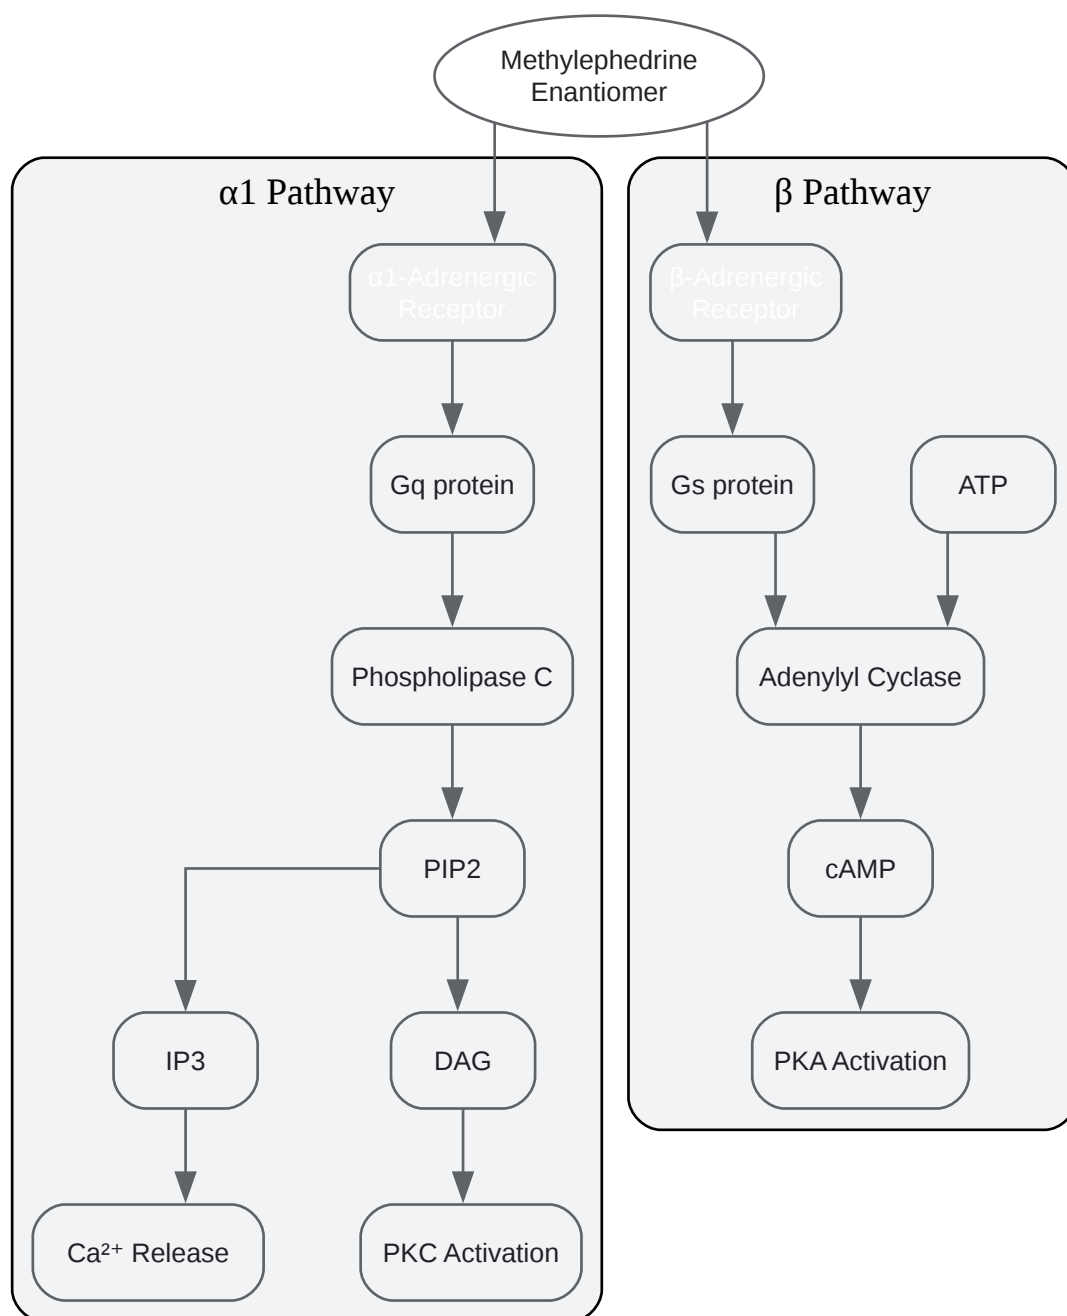 Methylephedrine
Enantiomer
α1 Pathway
α1-Adrenergic
Receptor
Gq protein
Phospholipase C
PIP2
IP3
DAG
Ca²⁺ Release
PKC Activation
β Pathway
β-Adrenergic
Receptor
Gs protein
ATP
Adenylyl Cyclase
cAMP
PKA Activation